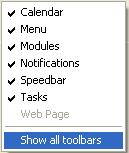 Calendar
Menu
Modules
Notifications
Speedbar
Tasks
Web Page
Show all toolbars